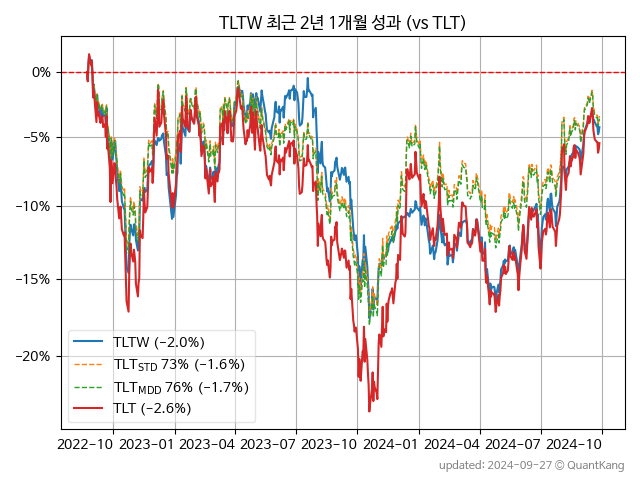 TLTW 최근 2년 1개월 성과 (vs TLT)
0%
−5%
−10%
−15%
−20%
TLTW (−2.0%)
TLT_STD 73% (−1.6%)
TLT_MDD 76% (−1.7%)
TLT (−2.6%)
2022-10 2023-01 2023-04 2023-07 2023-10 2024-01 2024-04 2024-07 2024-10
updated: 2024-09-27 © QuantKang